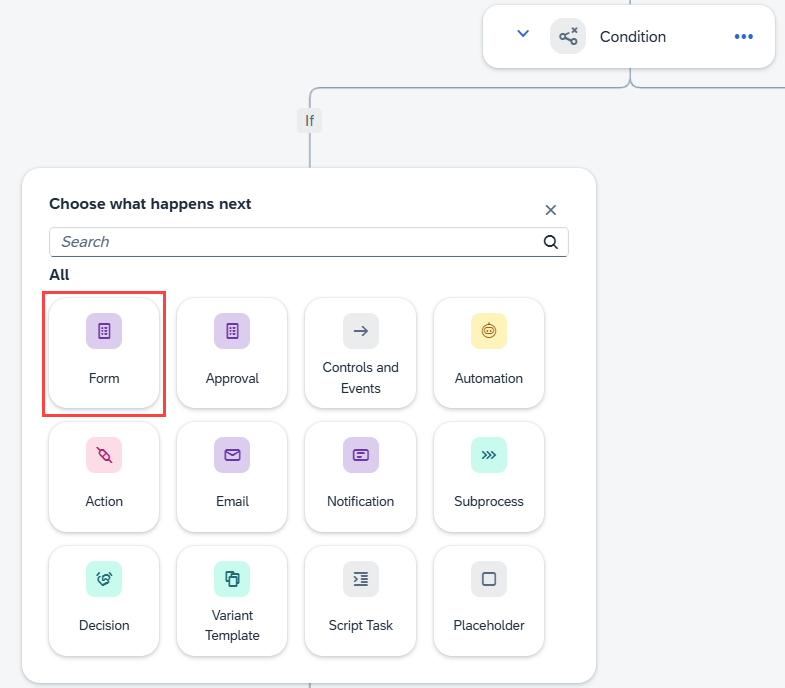 Condition
If
Choose what happens next
Search
All
Form
Approval
Controls and
Events
Automation
Action
Email
Notification
Subprocess
Decision
Variant
Template
Script Task
Placeholder